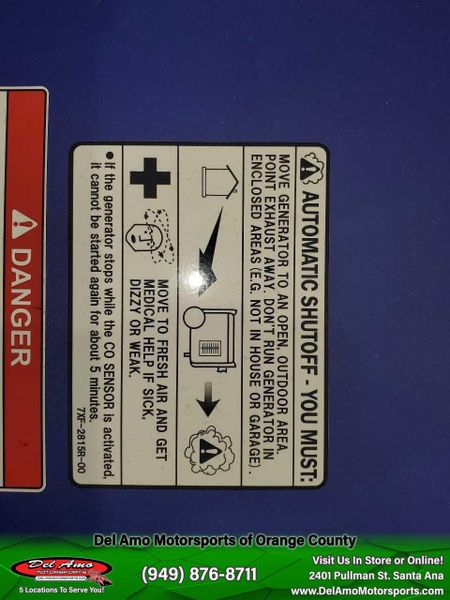 AUTOMATIC SHUTOFF - YOU MUST:
MOVE GENERATOR TO AN OPEN, OUTDOOR AREA.
POINT EXHAUST AWAY. DON'T RUN GENERATOR IN
ENCLOSED AREAS (E.G. NOT IN HOUSE OR GARAGE).
MOVE TO FRESH AIR AND GET
MEDICAL HELP IF SICK,
DIZZY OR WEAK.
• If the generator stops while the CO SENSOR is activated,
it cannot be started again for about 5 minutes.
7XF-2815R-00
DANGER
Del Amo Motorsports of Orange County
Del Amo
MOTORSPORTS
5 Locations To Serve You!
(949) 876-8711
Visit Us In Store or Online!
2401 Pullman St. Santa Ana
www.DelAmoMotorsports.com